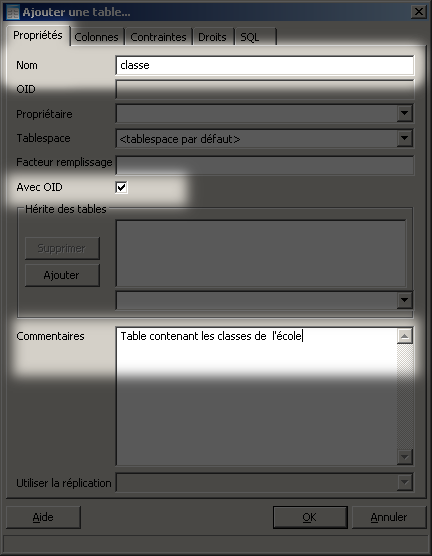 Ajouter une table...
Propriétés Colonnes Contraintes Droits SQL
Nom classe
OID
Propriétaire
Tablespace <tablespace par défaut>
Facteur remplissage
Avec OID
Hérite des tables
Supprimer
Ajouter
Commentaires Table contenant les classes de l'école
Utiliser la réplication
Aide OK Annuler